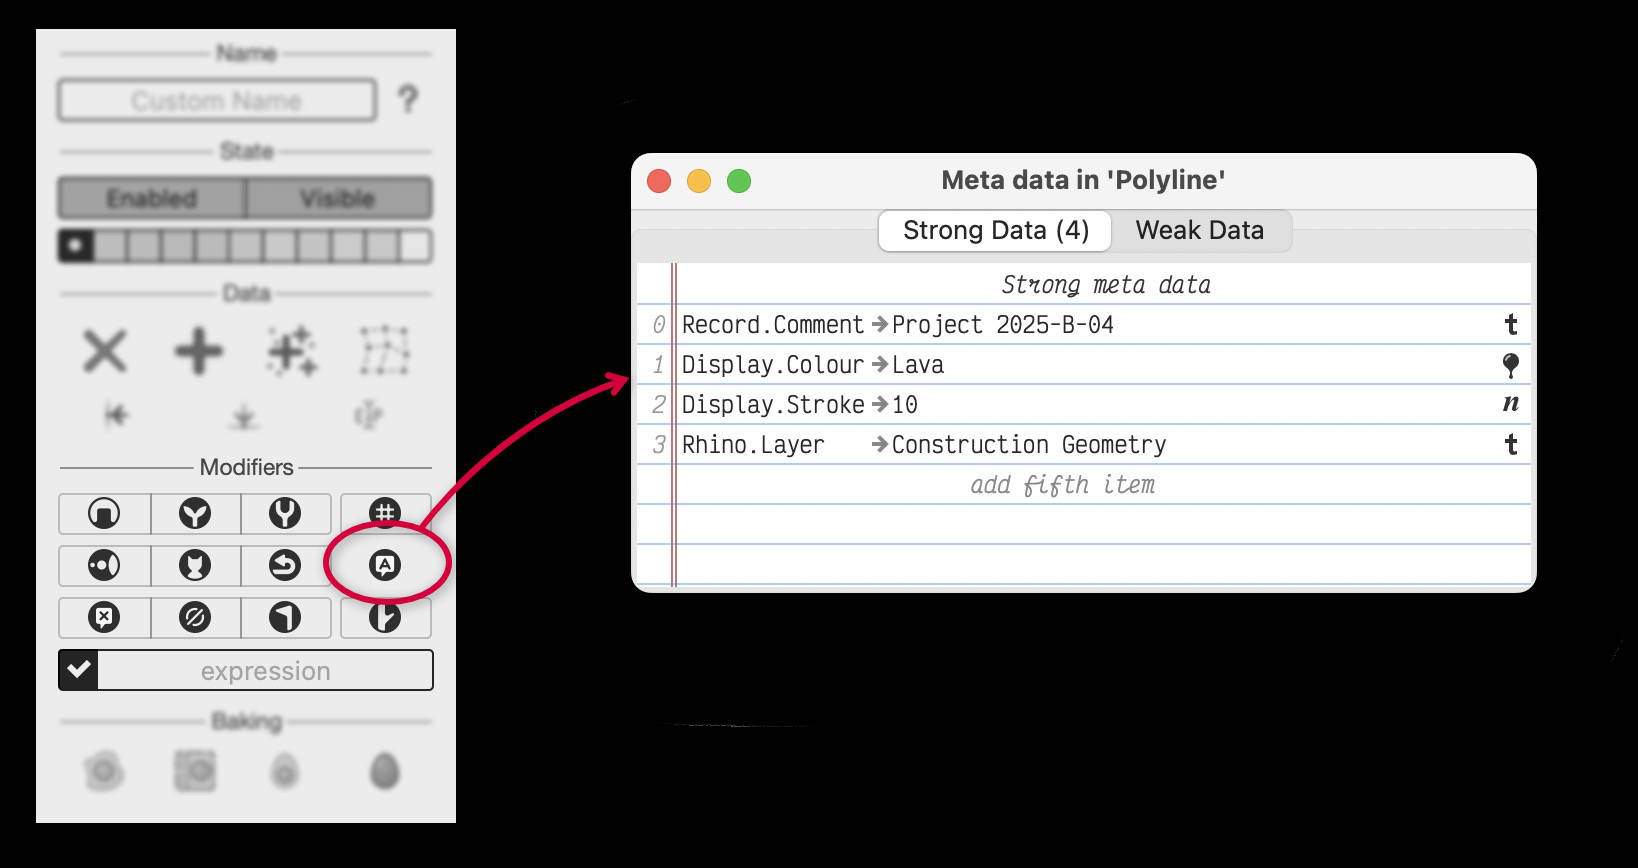 Name
Custom Name
?
State
Enabled Visible
Data
Modifiers
expression
Baking
Meta data in 'Polyline'
Strong Data (4) Weak Data
Strong meta data
0 Record.Comment → Project 2025-B-04 t
1 Display.Colour → Lava
2 Display.Stroke → 10 n
3 Rhino.Layer → Construction Geometry t
add fifth item